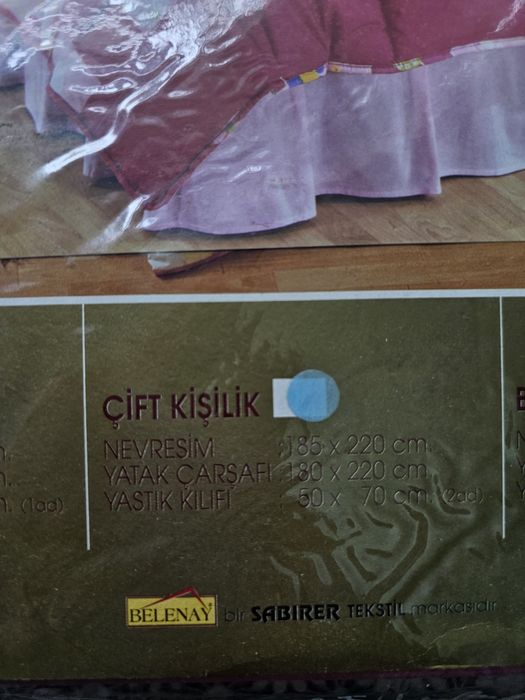 ÇİFT KİŞİLİK
NEVRESİM : 185 x 220 cm.
YATAK ÇARŞAFI : 180 x 220 cm.
YASTIK KILIFI : 50 x 70 cm. (2ad)
m.
m.
m. (1ad)
BELENAY® bir SABIRER TEKSTİL markasıdır